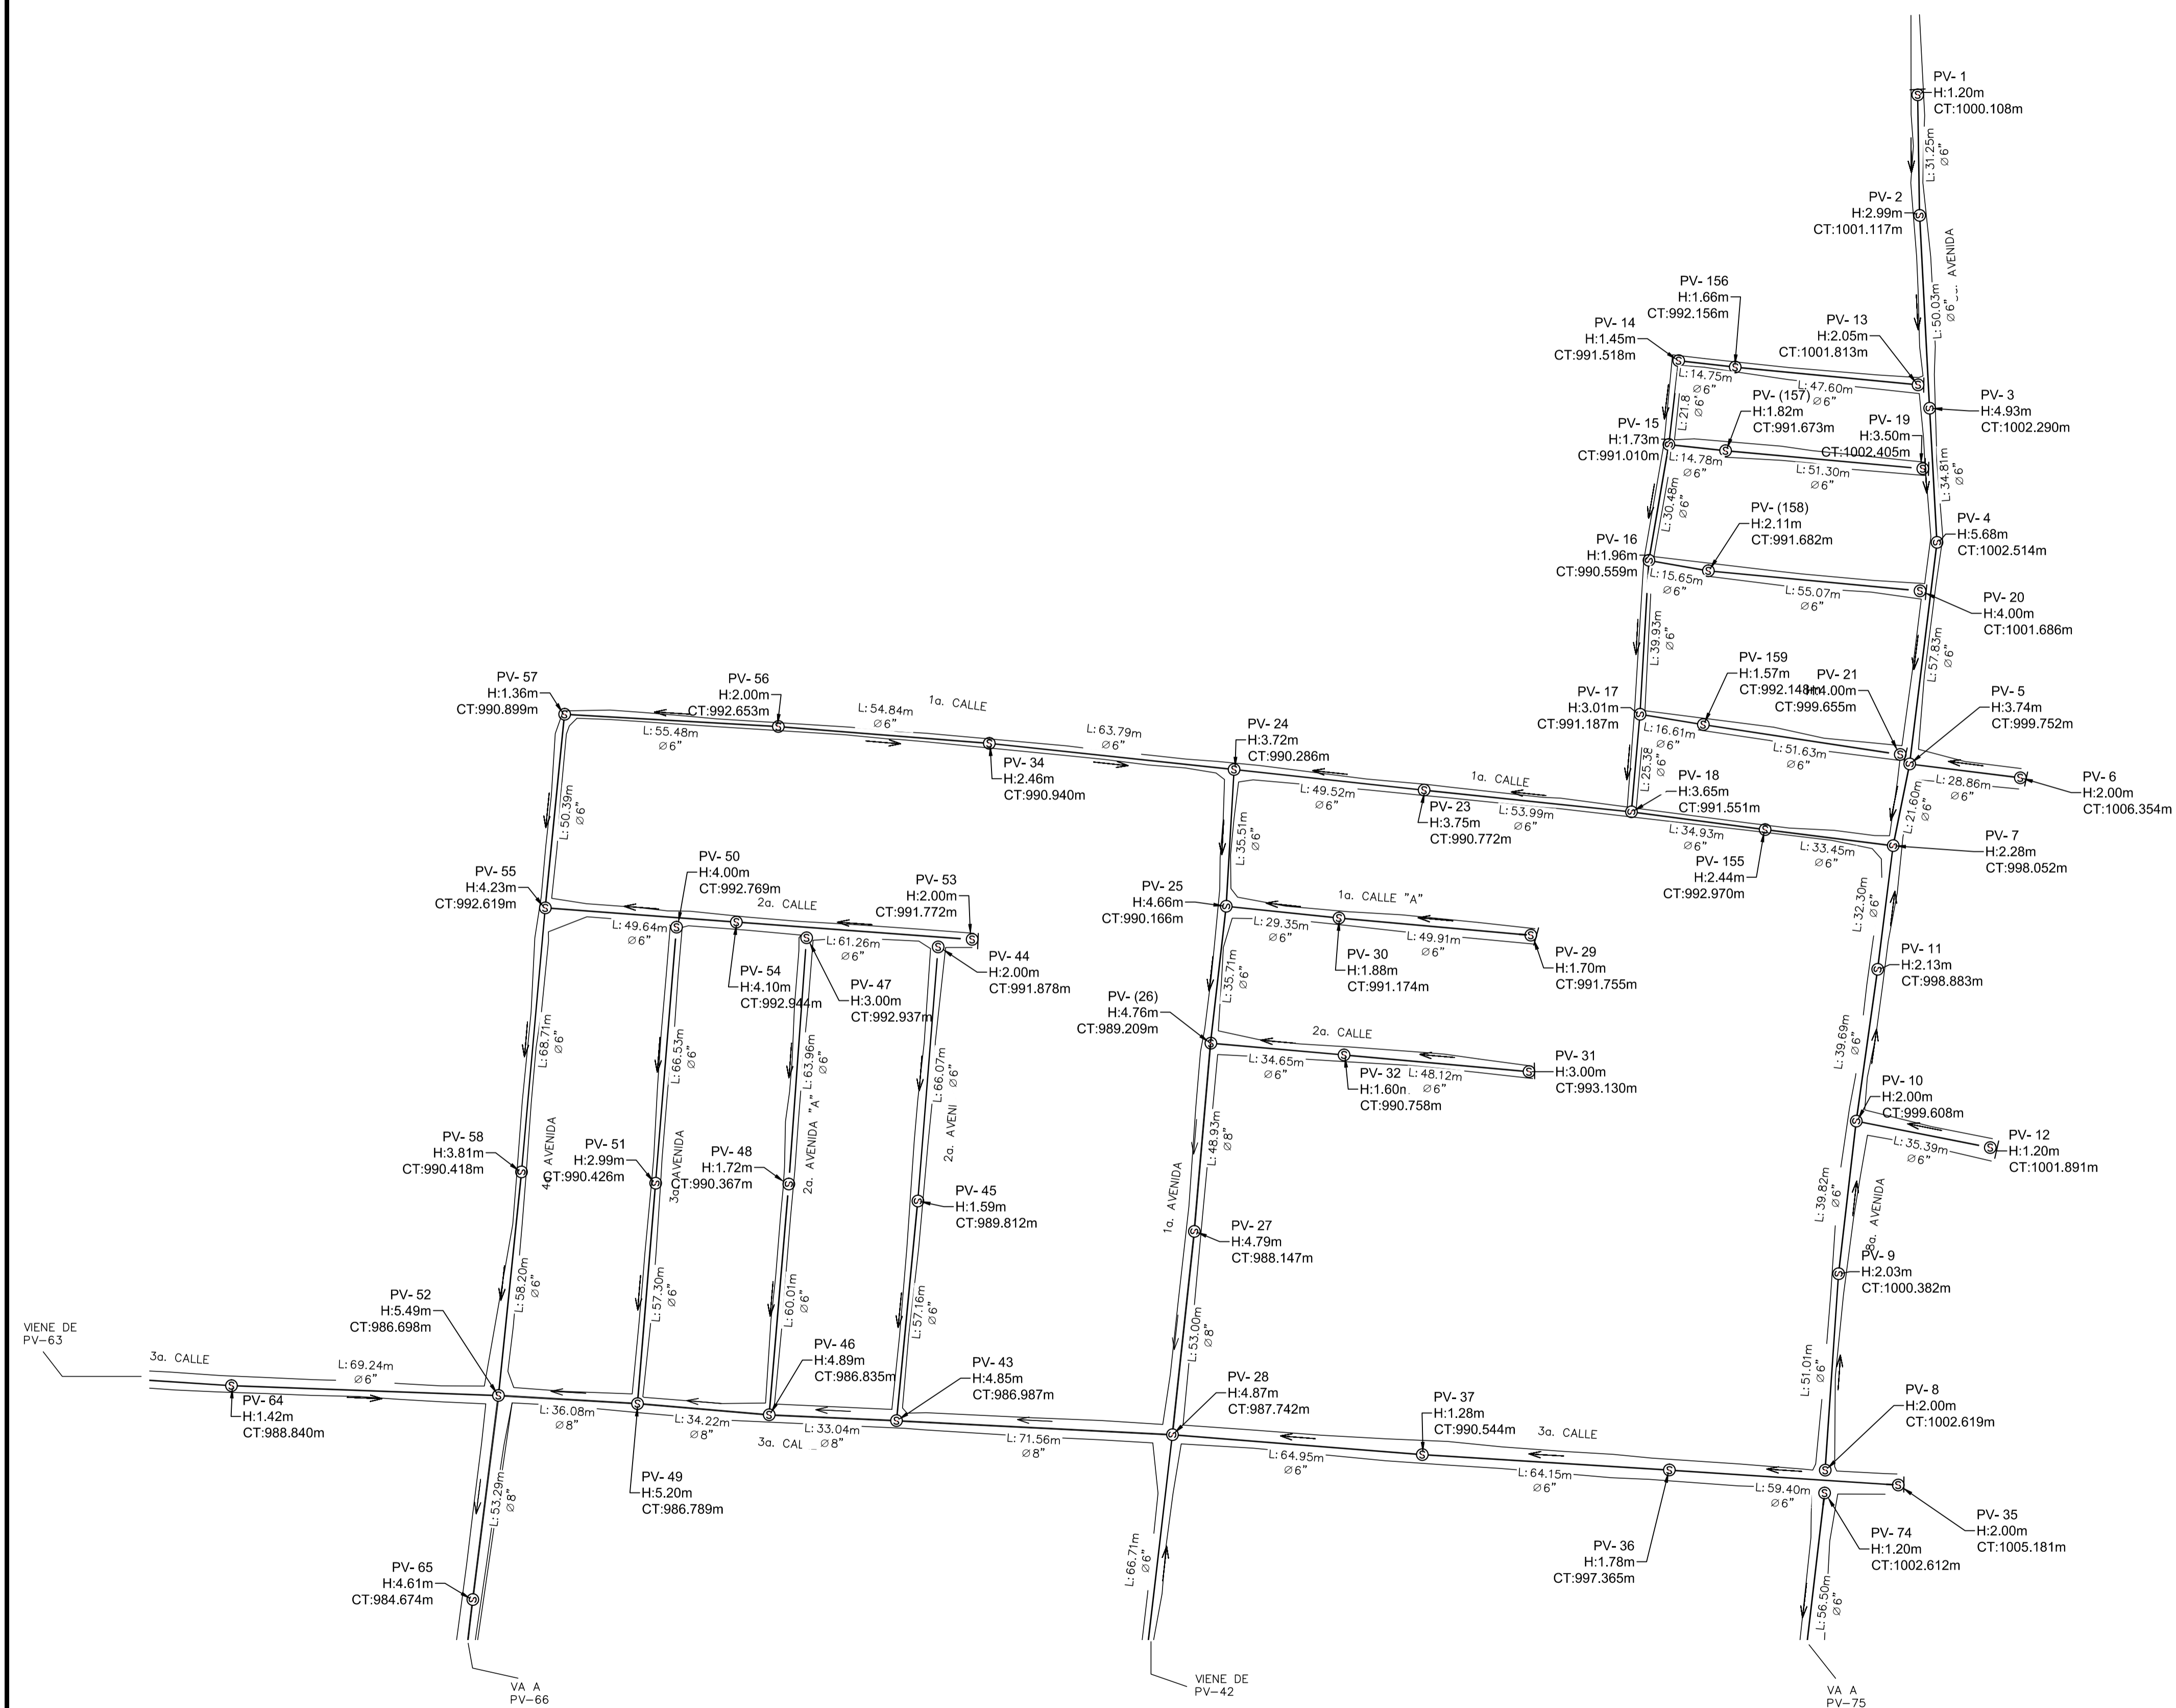 PV- 1
H:1.20m
CT:1000.108m
L: 31.25m
∅6"
PV- 2
H:2.99m
CT:1001.117m
AVENIDA
L: 50.03m
∅6"
PV- 156
H:1.66m
CT:992.156m
PV- 14
H:1.45m
CT:991.518m
PV- 13
H:2.05m
CT:1001.813m
L: 14.75m
∅6"
L: 47.60m
∅6"
PV- 3
H:4.93m
CT:1002.290m
L: 21.8
∅6"
PV- (157)
H:1.82m
CT:991.673m
PV- 19
H:3.50m
CT:1002.405m
PV- 15
H:1.73m
CT:991.010m
L: 14.78m
∅6"
L: 51.30m
∅6"
L: 34.81m
∅6"
L: 30.48m
∅6"
PV- (158)
H:2.11m
CT:991.682m
PV- 4
H:5.68m
CT:1002.514m
PV- 16
H:1.96m
CT:990.559m
L: 15.65m
∅6"
L: 55.07m
∅6"
PV- 20
H:4.00m
CT:1001.686m
L: 39.93m
∅6"
L: 57.83m
∅6"
PV- 159
H:1.57m
CT:992.148m
PV- 21
H:4.00m
CT:999.655m
PV- 5
H:3.74m
CT:999.752m
PV- 17
H:3.01m
CT:991.187m
L: 16.61m
∅6"
L: 51.63m
∅6"
L: 28.86m
∅6"
PV- 6
H:2.00m
CT:1006.354m
PV- 57
H:1.36m
CT:990.899m
PV- 56
H:2.00m
CT:992.653m
L: 54.84m
∅6"
1a. CALLE
L: 63.79m
∅6"
L: 55.48m
∅6"
PV- 24
H:3.72m
CT:990.286m
PV- 34
H:2.46m
CT:990.940m
L: 49.52m
∅6"
1a. CALLE
PV- 23
H:3.75m
CT:990.772m
L: 53.99m
∅6"
L: 25.38
∅6"
PV- 18
H:3.65m
CT:991.551m
L: 34.93m
∅6"
L: 33.45m
∅6"
L: 21.60m
∅6"
PV- 7
H:2.28m
CT:998.052m
PV- 155
H:2.44m
CT:992.970m
L: 50.39m
∅6"
L: 35.51m
∅6"
L: 32.30m
∅6"
PV- 50
H:4.00m
CT:992.769m
PV- 55
H:4.23m
CT:992.619m
PV- 53
H:2.00m
CT:991.772m
2a. CALLE
L: 49.64m
∅6"
L: 61.26m
∅6"
PV- 44
H:2.00m
CT:991.878m
PV- 54
H:4.10m
CT:992.944m
PV- 47
H:3.00m
CT:992.937m
PV- 25
H:4.66m
CT:990.166m
1a. CALLE "A"
L: 29.35m
∅6"
L: 49.91m
∅6"
PV- 30
H:1.88m
CT:991.174m
PV- 29
H:1.70m
CT:991.755m
PV- 11
H:2.13m
CT:998.883m
L: 35.71m
∅6"
PV- (26)
H:4.76m
CT:989.209m
2a. CALLE
L: 34.65m
∅6"
PV- 32
H:1.60m
CT:990.758m
L: 48.12m
∅6"
PV- 31
H:3.00m
CT:993.130m
L: 39.69m
∅6"
PV- 10
H:2.00m
CT:999.608m
PV- 12
H:1.20m
CT:1001.891m
L: 35.39m
∅6"
L: 68.71m
∅6"
L: 66.53m
∅6"
L: 63.96m
∅6"
L: 66.07m
∅6"
2a. AVENI
L: 48.93m
∅8"
PV- 58
H:3.81m
CT:990.418m
4a. AVENIDA
PV- 51
H:2.99m
CT:990.426m
3a. AVENIDA
PV- 48
H:1.72m
CT:990.367m
2a. AVENIDA "A"
PV- 45
H:1.59m
CT:989.812m
1a. AVENIDA
PV- 27
H:4.79m
CT:988.147m
L: 39.82m
∅6"
8a. AVENIDA
PV- 9
H:2.03m
CT:1000.382m
L: 58.20m
∅6"
L: 57.30m
∅6"
L: 60.01m
∅6"
L: 57.16m
∅6"
L: 53.00m
∅8"
L: 51.01m
∅6"
PV- 52
H:5.49m
CT:986.698m
VIENE DE
PV-63
3a. CALLE
L: 69.24m
∅6"
PV- 64
H:1.42m
CT:988.840m
PV- 46
H:4.89m
CT:986.835m
PV- 43
H:4.85m
CT:986.987m
PV- 28
H:4.87m
CT:987.742m
PV- 37
H:1.28m
CT:990.544m
3a. CALLE
PV- 8
H:2.00m
CT:1002.619m
L: 36.08m
∅8"
L: 34.22m
∅8"
3a. CAL
L: 33.04m
∅8"
L: 71.56m
∅8"
L: 64.95m
∅6"
L: 64.15m
∅6"
L: 59.40m
∅6"
PV- 49
H:5.20m
CT:986.789m
L: 53.29m
∅8"
PV- 35
H:2.00m
CT:1005.181m
PV- 74
H:1.20m
CT:1002.612m
PV- 36
H:1.78m
CT:997.365m
L: 66.71m
∅6"
L: 56.50m
∅6"
PV- 65
H:4.61m
CT:984.674m
VA A
PV-66
VIENE DE
PV-42
VA A
PV-75